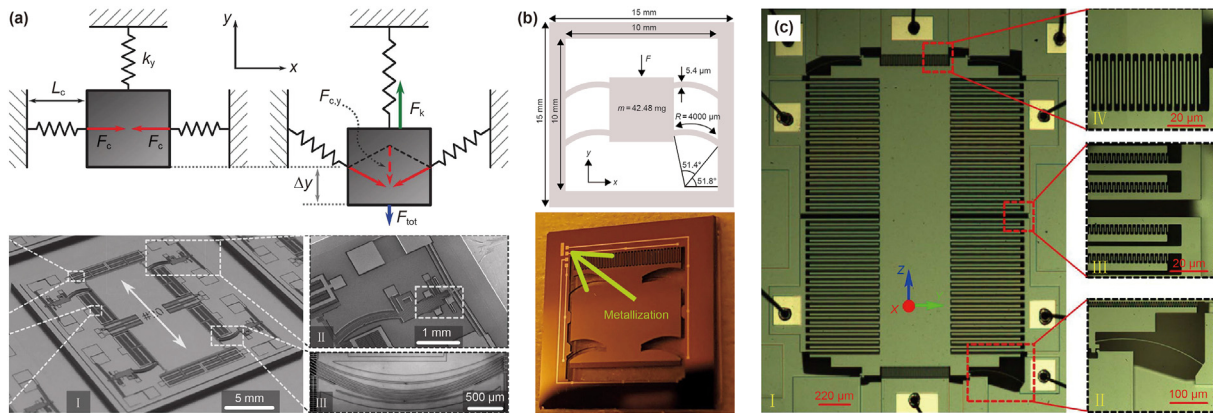 (a)
y
x
k_y
L_c
F_c
F_c
F_c,y
F_k
Δy
F_tot
I
5 mm
II
1 mm
III
500 μm
(b)
15 mm
10 mm
15 mm
10 mm
F
5.4 μm
m = 42.48 mg
R = 4000 μm
y
x
51.4°
51.8°
Metallization
(c)
Z
x
I
220 μm
IV
20 μm
III
20 μm
II
100 μm